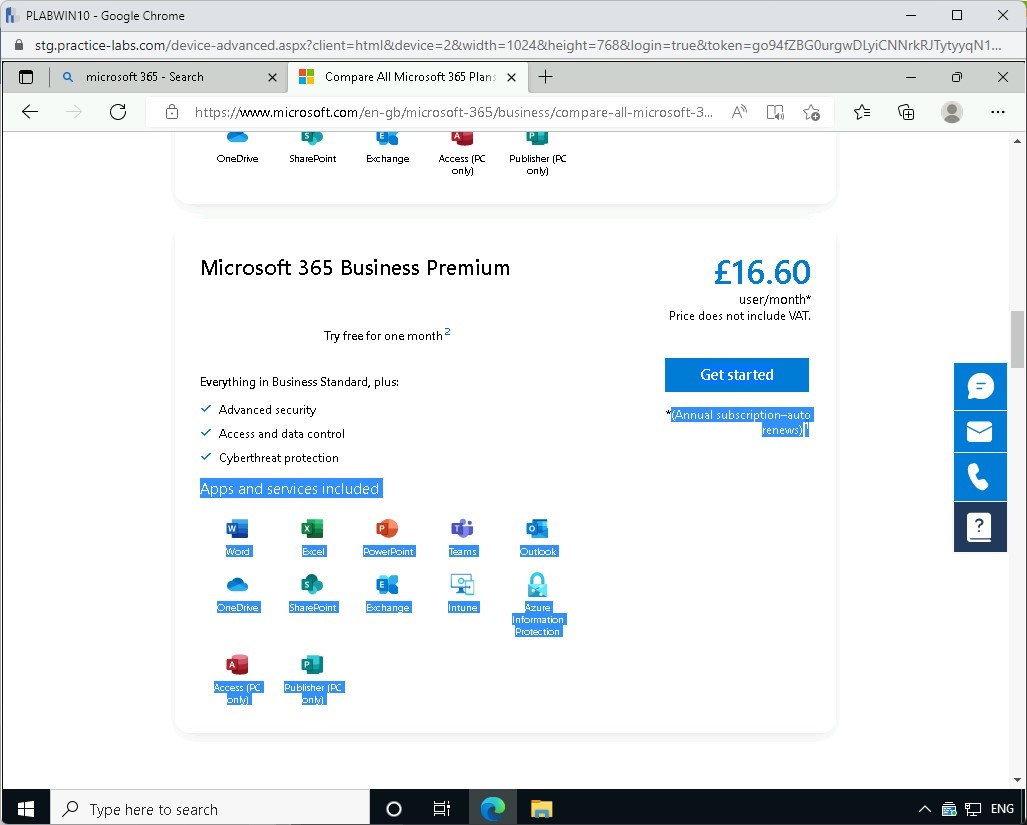 PLABWIN10 - Google Chrome
stg.practice-labs.com/device-advanced.aspx?client=html&device=2&width=1024&height=768&login=true&token=go94fZBG0urgwDLyiCNNrkRJTytyyqN1...
microsoft 365 - Search
Compare All Microsoft 365 Plans
https://www.microsoft.com/en-gb/microsoft-365/business/compare-all-microsoft-3...
OneDrive SharePoint Exchange Access (PC only) Publisher (PC only)
Microsoft 365 Business Premium
£16.60
user/month*
Price does not include VAT.
Try free for one month 2
Get started
Everything in Business Standard, plus:
*(Annual subscription–auto
renews) 1
Advanced security
Access and data control
Cyberthreat protection
Apps and services included
Word Excel PowerPoint Teams Outlook
OneDrive SharePoint Exchange Intune Azure Information Protection
Access (PC only) Publisher (PC only)
Type here to search
ENG